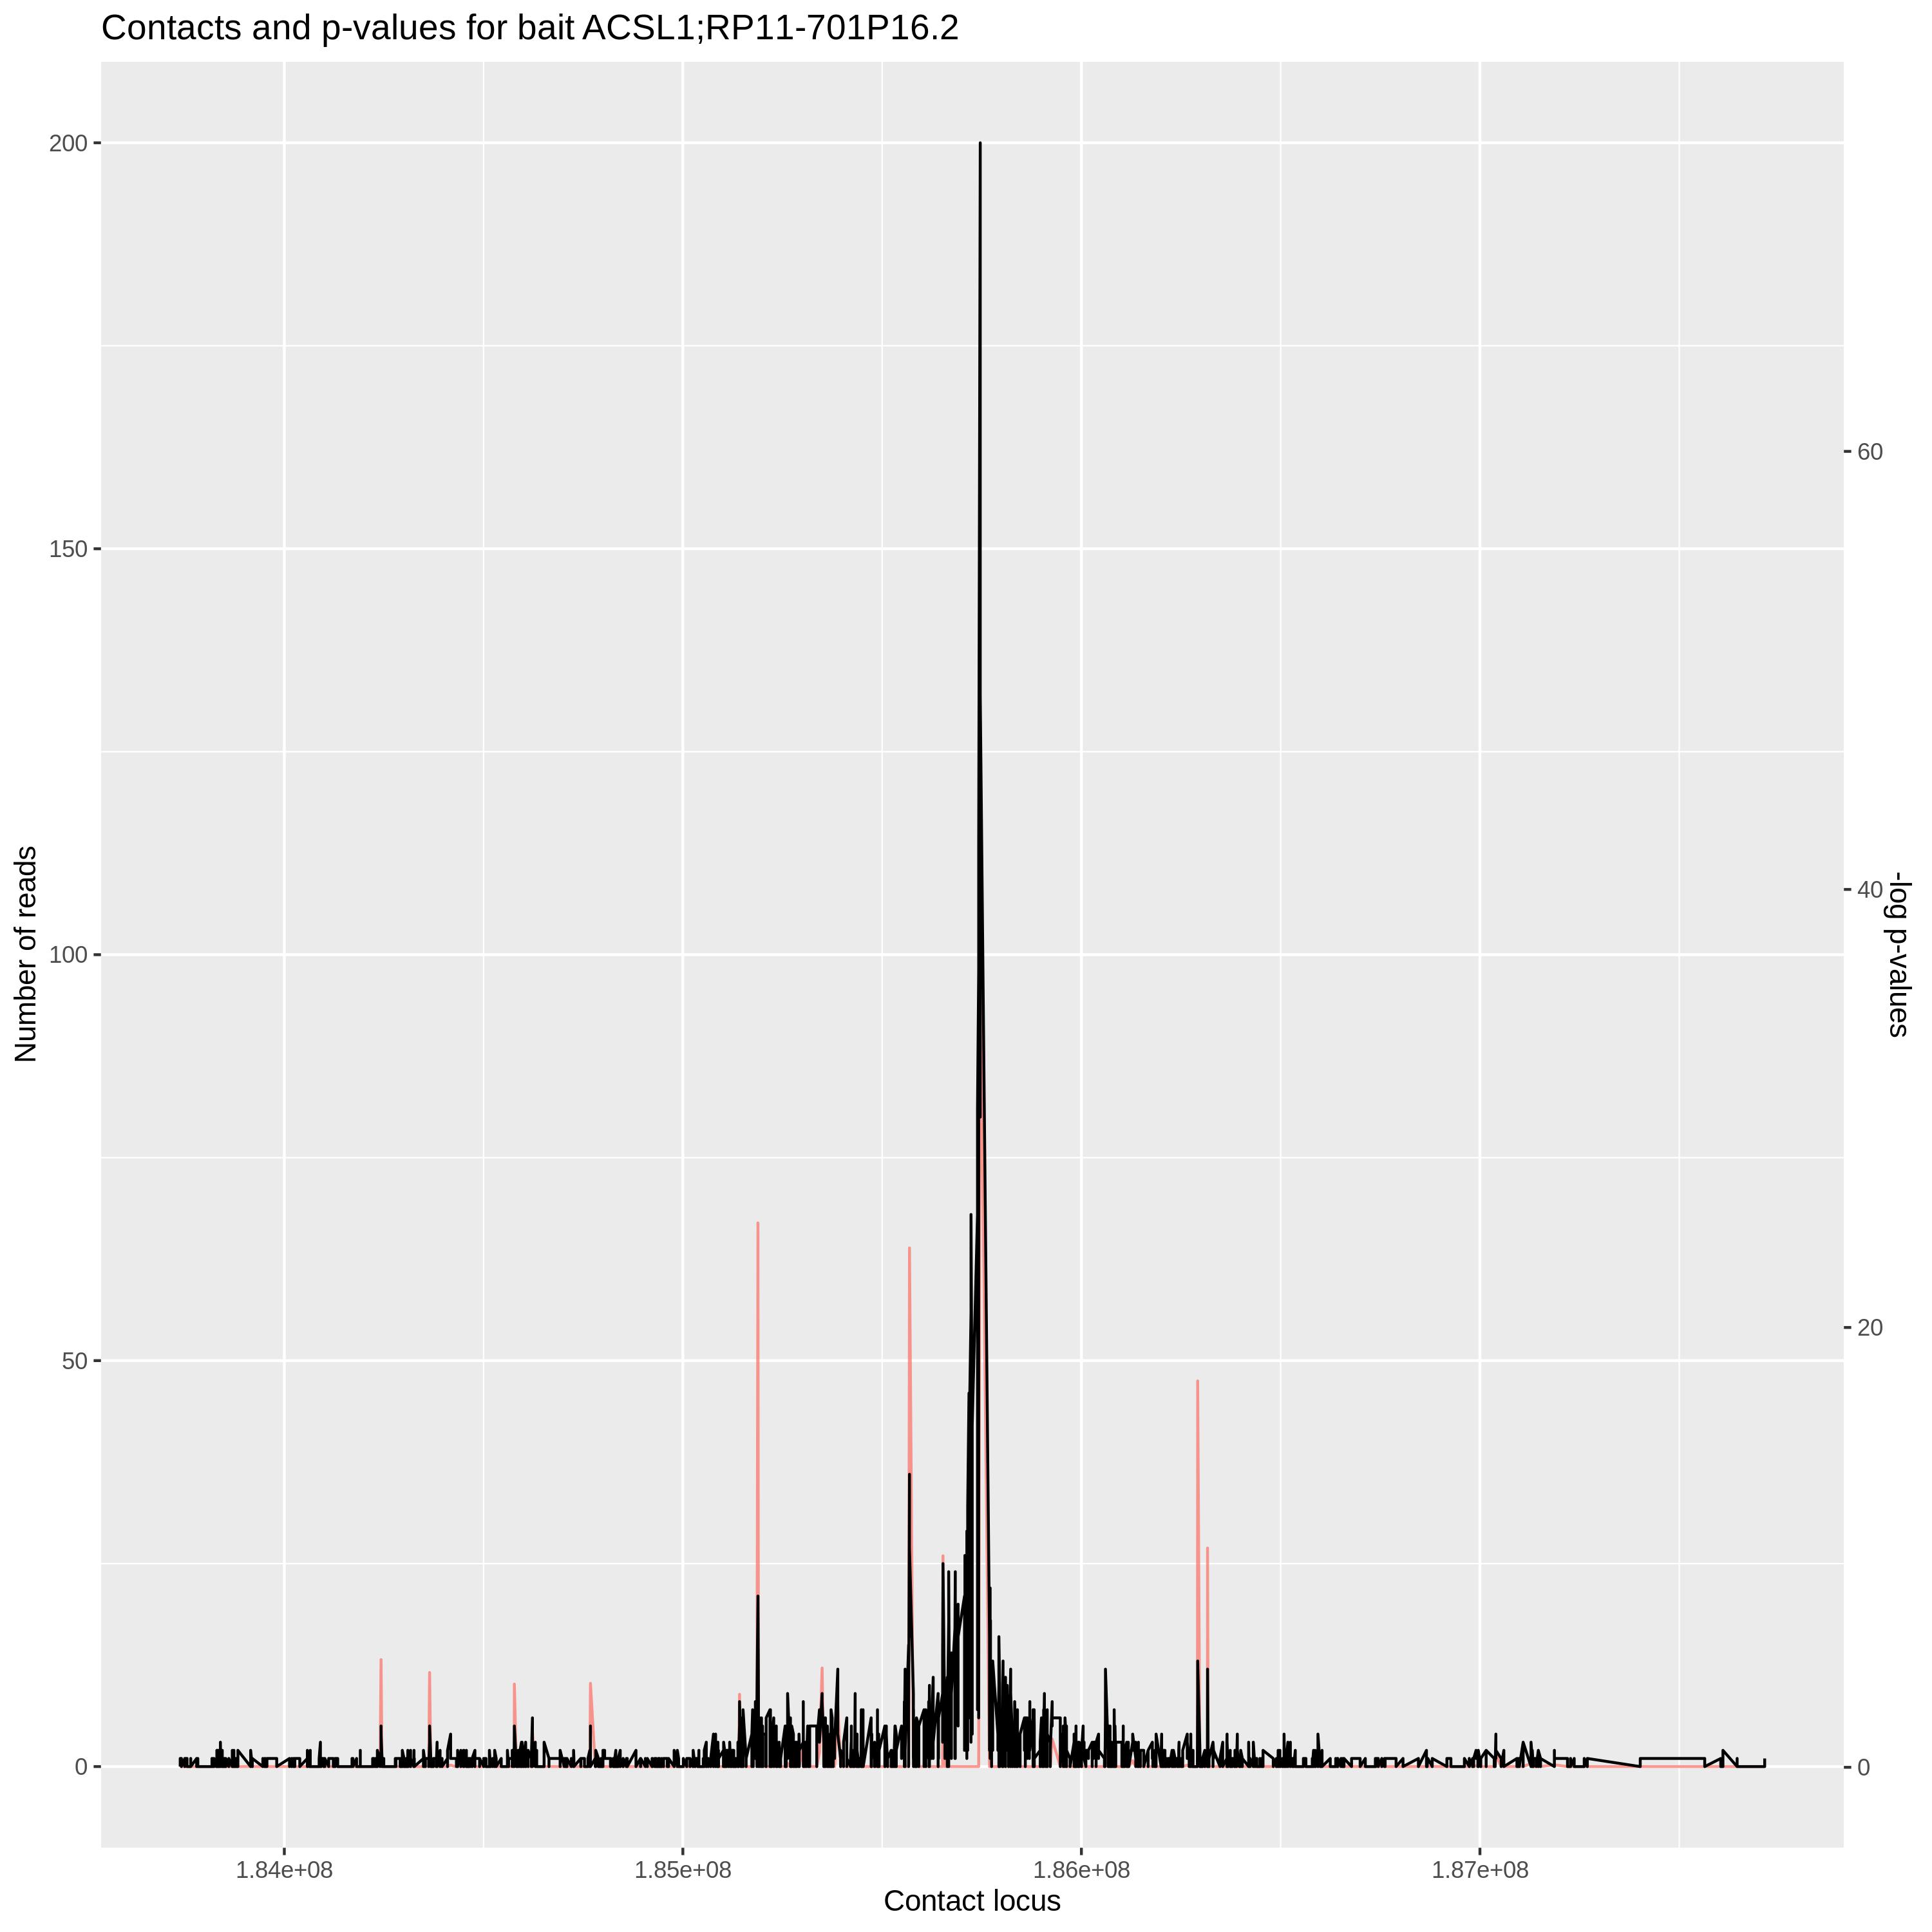 Contacts and p-values for bait ACSL1;RP11-701P16.2
200
150
100
50
0
Number of reads
60
40
20
0
-log p-values
1.84e+08
1.85e+08
1.86e+08
1.87e+08
Contact locus